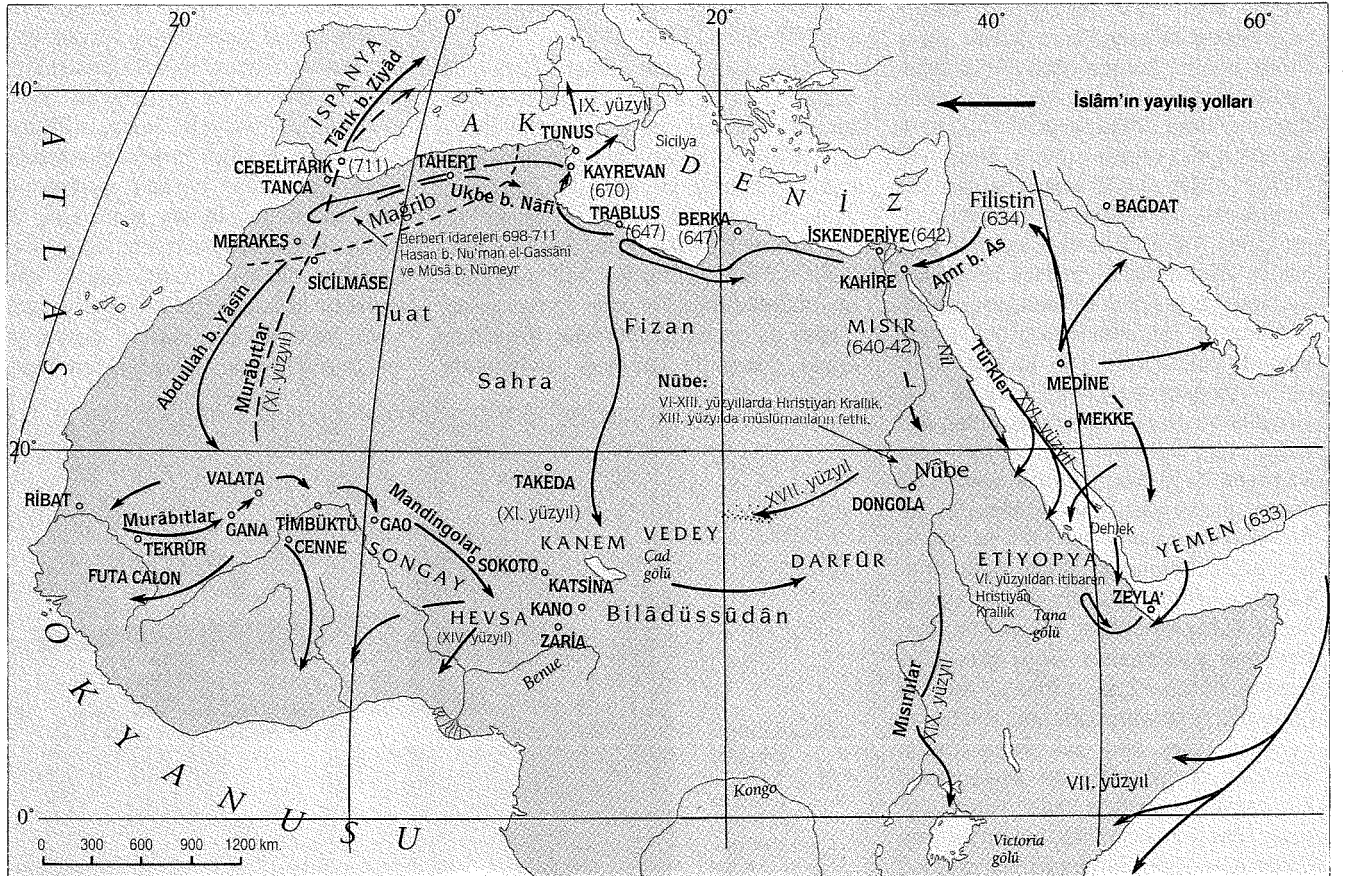 20° 0° 20° 40° 60°
40°
20°
0°
ATLAS OKYANUSU
AKDENİZ
İslâm'ın yayılış yolları
İSPANYA
Târık b. Ziyâd
IX. yüzyıl
TUNUS
Sicilya
CEBELİTÂRIK (711)
TANCA
TÂHERT
KAYREVAN
(670)
Ukbe b. Nâfi
Mağrib
TRABLUS
(647)
BERKA
(647)
İSKENDERİYE (642)
Filistin
(634)
BAĞDAT
MERAKEŞ
Berberî idareleri 698-711
Hasan b. Nu'man el-Gassânî
ve Mûsâ b. Nümeyr
SİCİLMÂSE
KAHİRE
Amr b. Âs
Tuat
Fizan
MISIR
(640-42)
Nil
Abdullah b. Yâsîn
Murâbıtlar
(XI. yüzyıl)
Sahra
Nûbe:
VI-XIII. yüzyıllarda Hıristiyan Krallık,
XIII. yüzyılda müslümanların fethi.
Türkler
XVI. yüzyıl
MEDİNE
MEKKE
VALATA
TAKEDA
(XI. yüzyıl)
XVII. yüzyıl
Nûbe
DONGOLA
RİBAT
Murâbıtlar
GANA
TEKRÛR
TİMBÜKTÜ
CENNE
GAO
Mandingolar
SONGAY
SOKOTO
KATSİNA
KANEM
VEDEY
Çad
gölü
DARFÛR
ETİYOPYA
VI. yüzyıldan itibaren
Hristiyan
Krallık
Tana
gölü
Dehlek
YEMEN (633)
ZEYLA'
FUTA CALON
HEVSA
(XIV. yüzyıl)
KANO
ZARIA
Bilâdüssûdân
Benue
Mısırlılar
XIX. yüzyıl
VII. yüzyıl
Kongo
Victoria
gölü
0 300 600 900 1200 km.